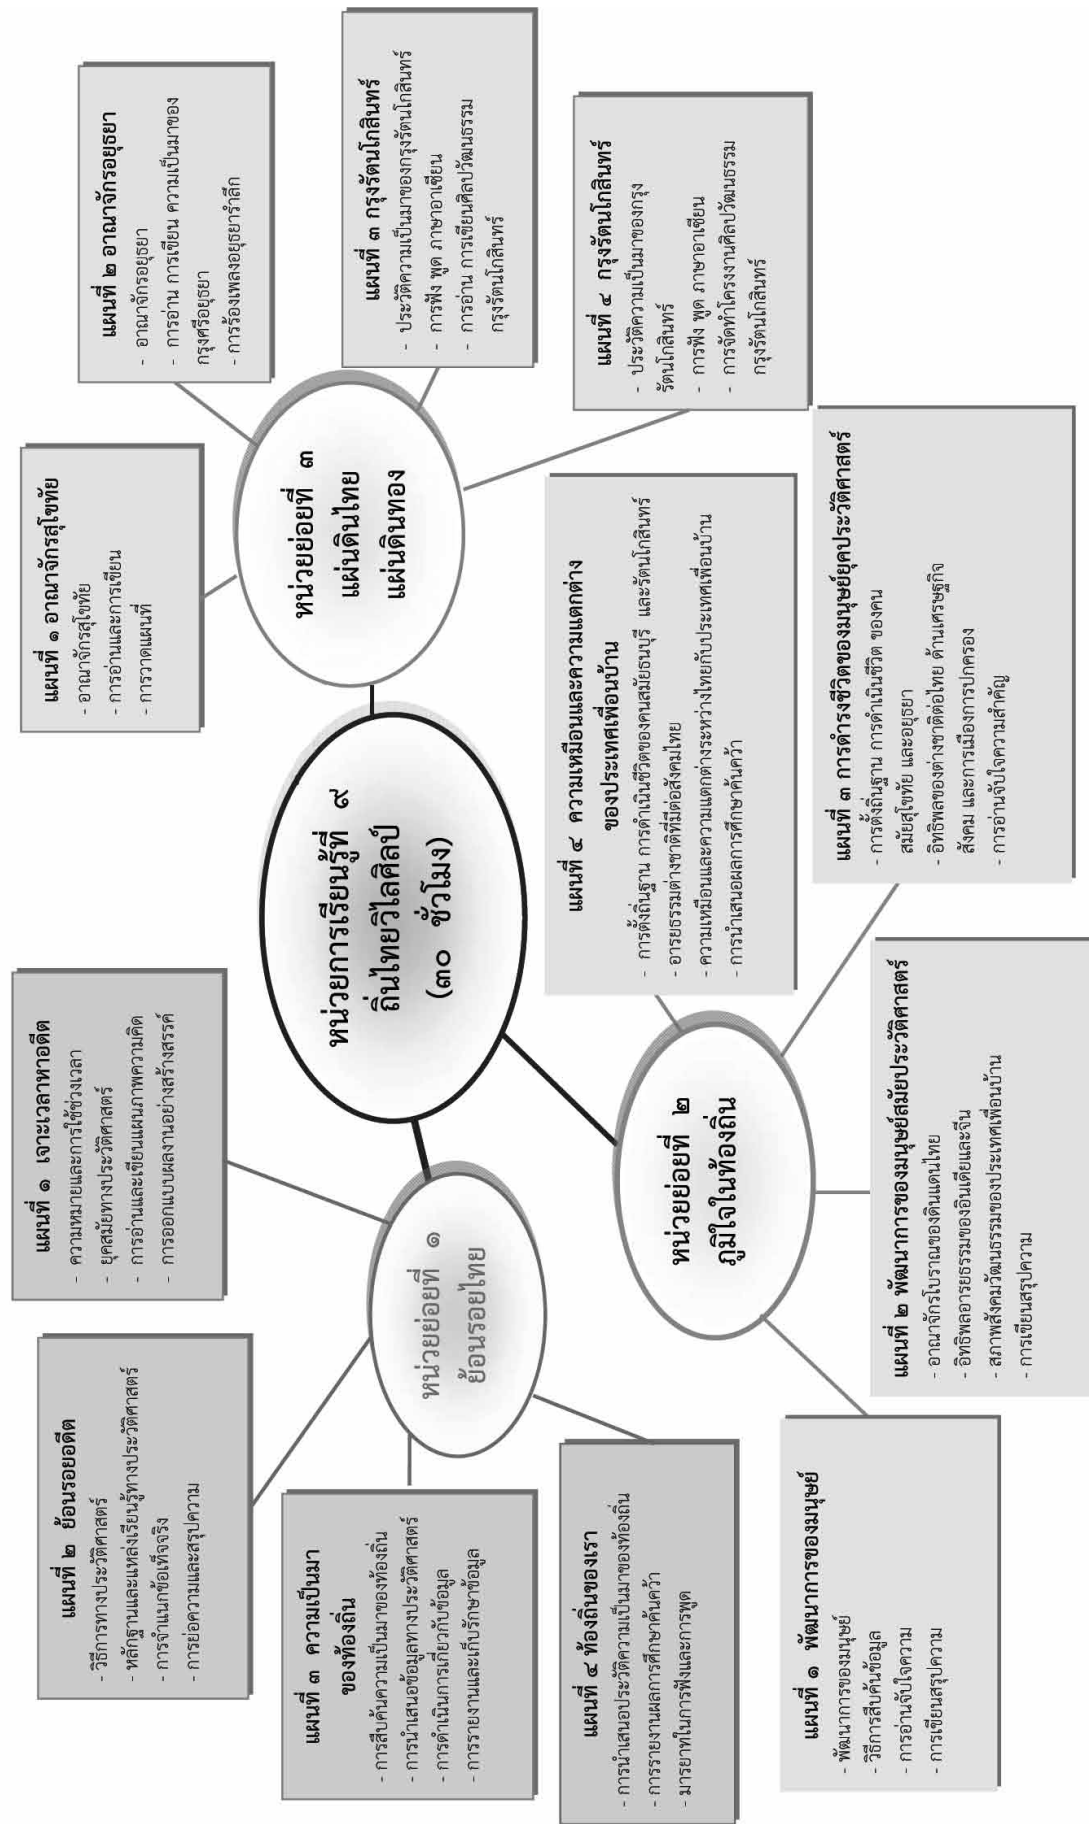 หน่วยการเรียนรู้ที่ ๙
ถิ่นไทยวิไลศิลป์
(๓๐ ชั่วโมง)
หน่วยย่อยที่ ๑
ย้อนรอยไทย
แผนที่ ๑ เจาะเวลาหาอดีต
- ความหมายและการใช้ช่วงเวลา
- ยุคสมัยทางประวัติศาสตร์
- การอ่านและเขียนแผนภาพความคิด
- การออกแบบผลงานอย่างสร้างสรรค์
แผนที่ ๒ ย้อนรอยอดีต
- วิธีการทางประวัติศาสตร์
- หลักฐานและแหล่งเรียนรู้ทางประวัติศาสตร์
- การจำแนกข้อเท็จจริง
- การย่อความและสรุปความ
แผนที่ ๓ ความเป็นมา
ของท้องถิ่น
- การสืบค้นความเป็นมาของท้องถิ่น
- การนำเสนอข้อมูลทางประวัติศาสตร์
- การดำเนินการเกี่ยวกับข้อมูล
- การรายงานและเก็บรักษาข้อมูล
แผนที่ ๔ ท้องถิ่นของเรา
- การนำเสนอประวัติความเป็นมาของท้องถิ่น
- การรายงานผลการศึกษาค้นคว้า
- มารยาทในการฟังและการพูด
หน่วยย่อยที่ ๒
ภูมิใจในท้องถิ่น
แผนที่ ๑ พัฒนาการของมนุษย์
- พัฒนาการของมนุษย์
- วิธีการสืบค้นข้อมูล
- การอ่านจับใจความ
- การเขียนสรุปความ
แผนที่ ๒ พัฒนาการของมนุษย์สมัยประวัติศาสตร์
- อาณาจักรโบราณของดินแดนไทย
- อิทธิพลอารยธรรมของอินเดียและจีน
- สภาพสังคมวัฒนธรรมของประเทศเพื่อนบ้าน
- การเขียนสรุปความ
แผนที่ ๓ การดำรงชีวิตของมนุษย์ยุคประวัติศาสตร์
- การตั้งถิ่นฐาน การดำเนินชีวิต ของคน
สมัยสุโขทัย และอยุธยา
- อิทธิพลของต่างชาติต่อไทย ด้านเศรษฐกิจ
สังคม และการเมืองการปกครอง
- การอ่านจับใจความสำคัญ
แผนที่ ๔ ความเหมือนและความแตกต่าง
ของประเทศเพื่อนบ้าน
- การตั้งถิ่นฐาน การดำเนินชีวิตของคนสมัยธนบุรี และรัตนโกสินทร์
- อารยธรรมต่างชาติที่มีต่อสังคมไทย
- ความเหมือนและความแตกต่างระหว่างไทยกับประเทศเพื่อนบ้าน
- การนำเสนอผลการศึกษาค้นคว้า
หน่วยย่อยที่ ๓
แผ่นดินไทย
แผ่นดินทอง
แผนที่ ๑ อาณาจักรสุโขทัย
- อาณาจักรสุโขทัย
- การอ่านและการเขียน
- การวาดแผนที่
แผนที่ ๒ อาณาจักรอยุธยา
- อาณาจักรอยุธยา
- การอ่าน การเขียน ความเป็นมาของ
กรุงศรีอยุธยา
- การร้องเพลงอยุธยารำลึก
แผนที่ ๓ กรุงรัตนโกสินทร์
- ประวัติความเป็นมาของกรุงรัตนโกสินทร์
- การฟัง พูด ภาษาอาเซียน
- การอ่าน การเขียนศิลปวัฒนธรรม
กรุงรัตนโกสินทร์
แผนที่ ๔ กรุงรัตนโกสินทร์
- ประวัติความเป็นมาของกรุง
รัตนโกสินทร์
- การฟัง พูด ภาษาอาเซียน
- การจัดทำโครงงานศิลปวัฒนธรรม
กรุงรัตนโกสินทร์